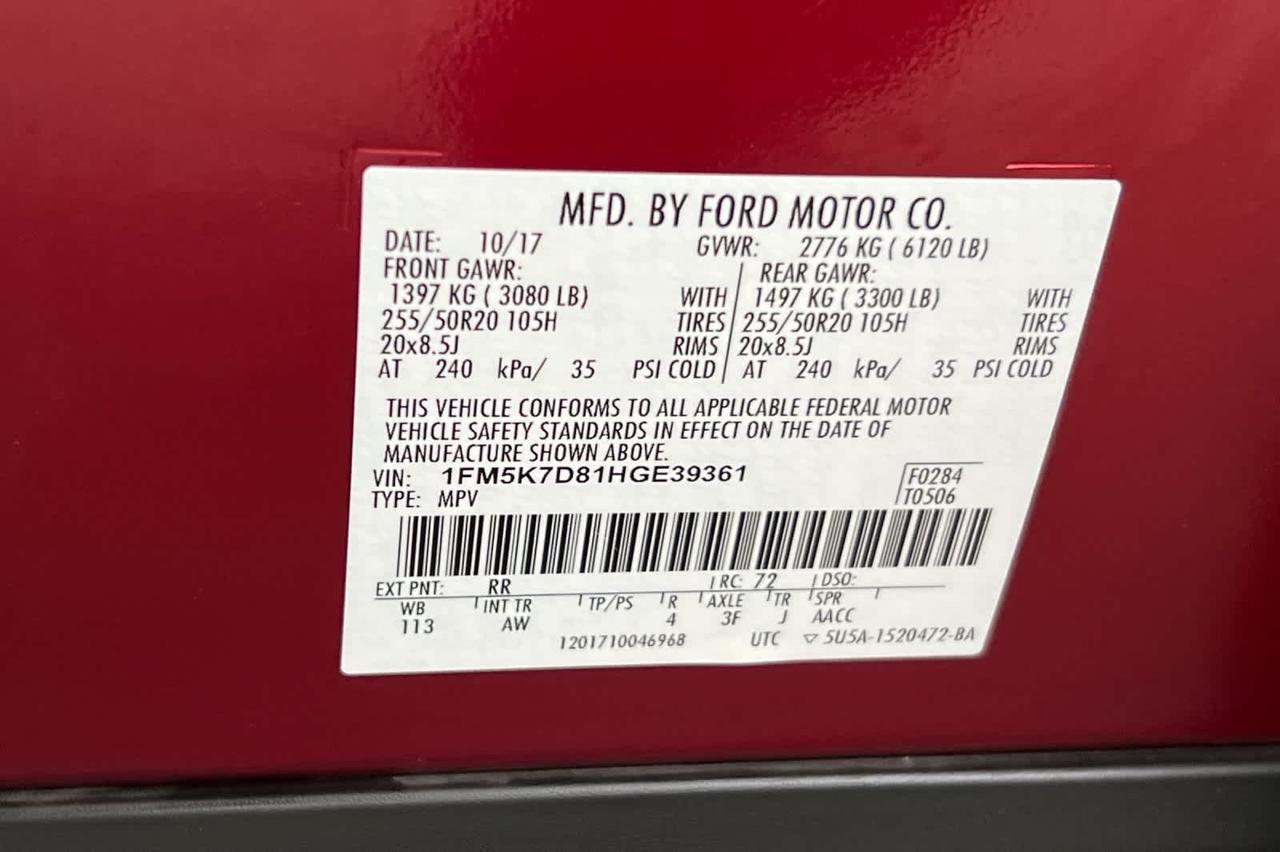 MFD. BY FORD MOTOR CO.
DATE: 10/17 GVWR: 2776 KG ( 6120 LB)
FRONT GAWR: REAR GAWR:
1397 KG ( 3080 LB) WITH 1497 KG ( 3300 LB) WITH
255/50R20 105H TIRES 255/50R20 105H TIRES
20x8.5J RIMS 20x8.5J RIMS
AT 240 kPa/ 35 PSI COLD AT 240 kPa/ 35 PSI COLD
THIS VEHICLE CONFORMS TO ALL APPLICABLE FEDERAL MOTOR
VEHICLE SAFETY STANDARDS IN EFFECT ON THE DATE OF
MANUFACTURE SHOWN ABOVE.
VIN: 1FM5K7D81HGE39361 F0284
TYPE: MPV T0506
EXT PNT: RR RC: 72 DSO:
WB INT TR TP/PS R AXLE TR SPR
113 AW 4 3F J AACC
1201710046968 UTC ▽ 5U5A-1520472-BA